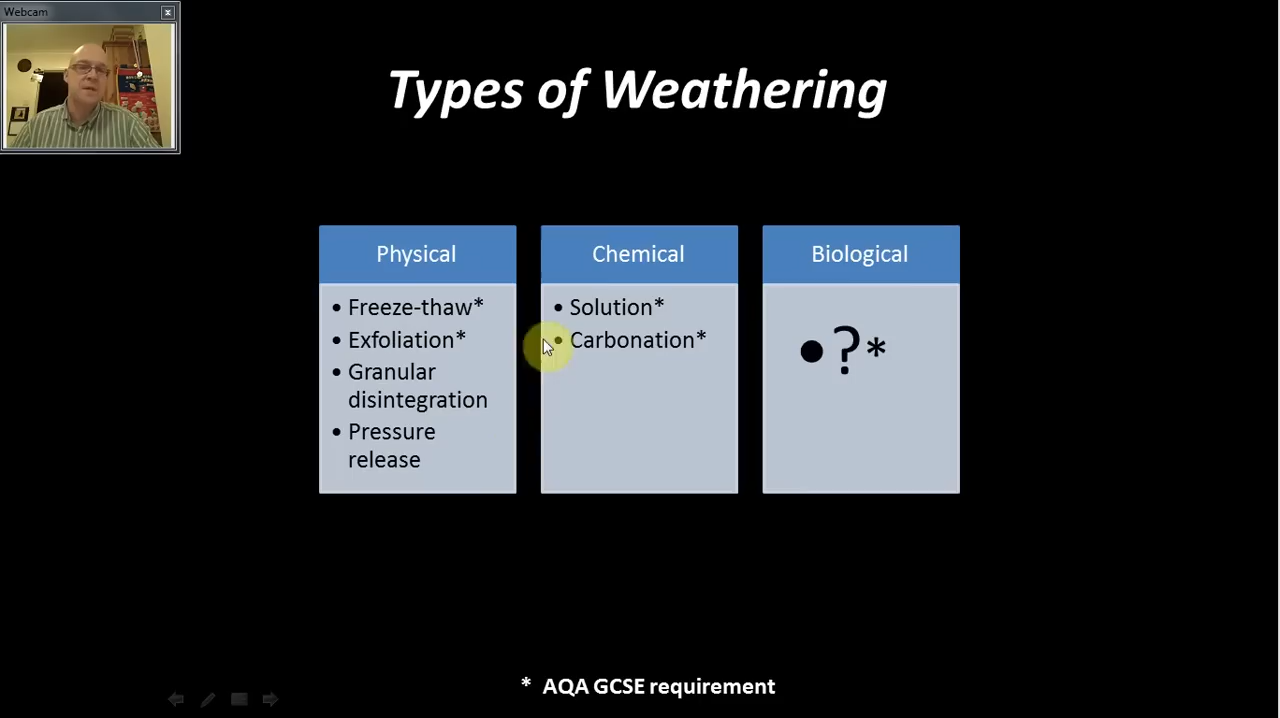 Webcam
Types of Weathering
Physical
• Freeze-thaw*
• Exfoliation*
• Granular
disintegration
• Pressure
release
Chemical
• Solution*
• Carbonation*
Biological
• ?*
* AQA GCSE requirement